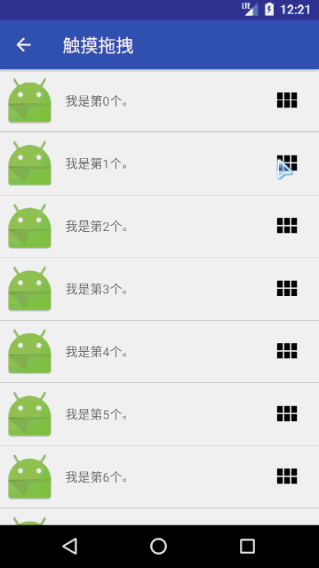 LTE 12:21
触摸拖拽
我是第0个。
我是第1个。
我是第2个。
我是第3个。
我是第4个。
我是第5个。
我是第6个。